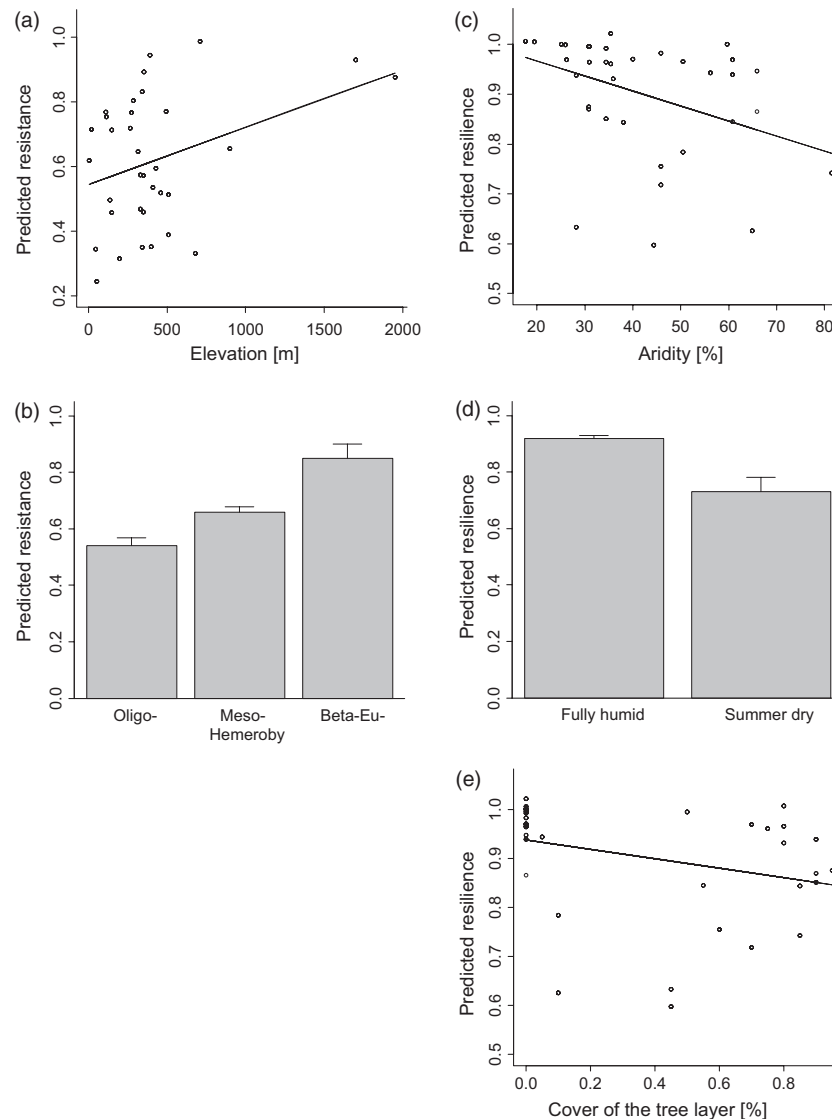 (a)
Predicted resistance
1.0
0.8
0.6
0.4
0.2
0 500 1000 1500 2000
Elevation [m]
(b)
Predicted resistance
1.0
0.8
0.6
0.4
0.2
0.0
Oligo- Meso- Beta-Eu-
Hemeroby
(c)
Predicted resilience
1.0
0.9
0.8
0.7
0.6
0.5
20 30 40 50 60 70 80
Aridity [%]
(d)
Predicted resilience
1.0
0.8
0.6
0.4
0.2
0.0
Fully humid Summer dry
(e)
Predicted resilience
1.0
0.9
0.8
0.7
0.6
0.5
0.0 0.2 0.4 0.6 0.8
Cover of the tree layer [%]